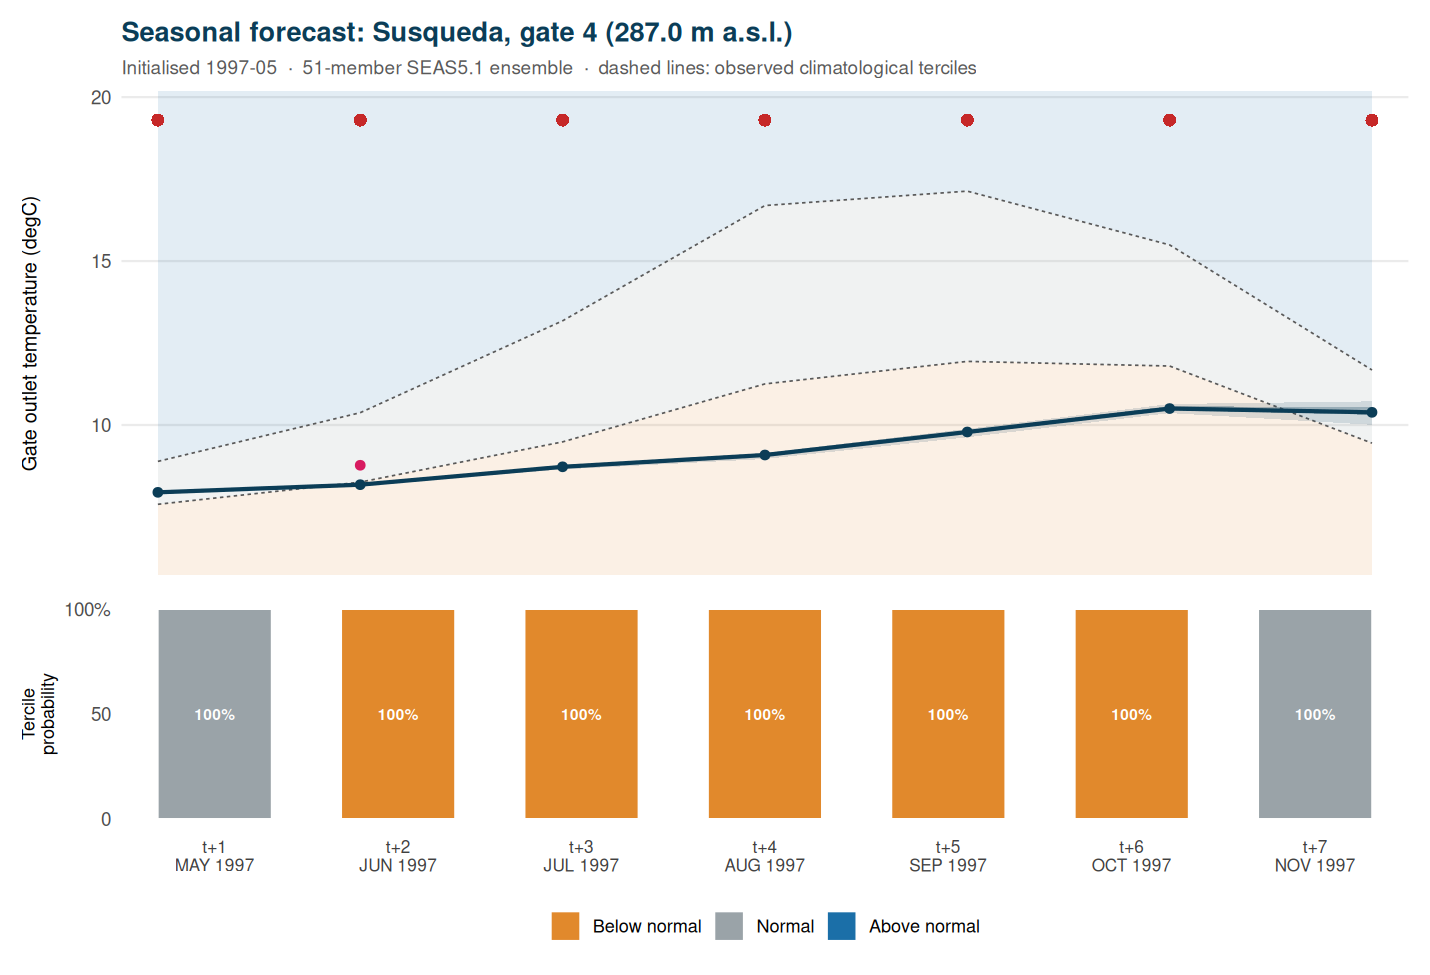 Seasonal forecast: Susqueda, gate 4 (287.0 m a.s.l.)
Initialised 1997-05 · 51-member SEAS5.1 ensemble · dashed lines: observed climatological terciles
Gate outlet temperature (degC)
20
15
10
Tercile
probability
100%
50
0
100%
100%
100%
100%
100%
100%
100%
t+1
MAY 1997
t+2
JUN 1997
t+3
JUL 1997
t+4
AUG 1997
t+5
SEP 1997
t+6
OCT 1997
t+7
NOV 1997
Below normal
Normal
Above normal